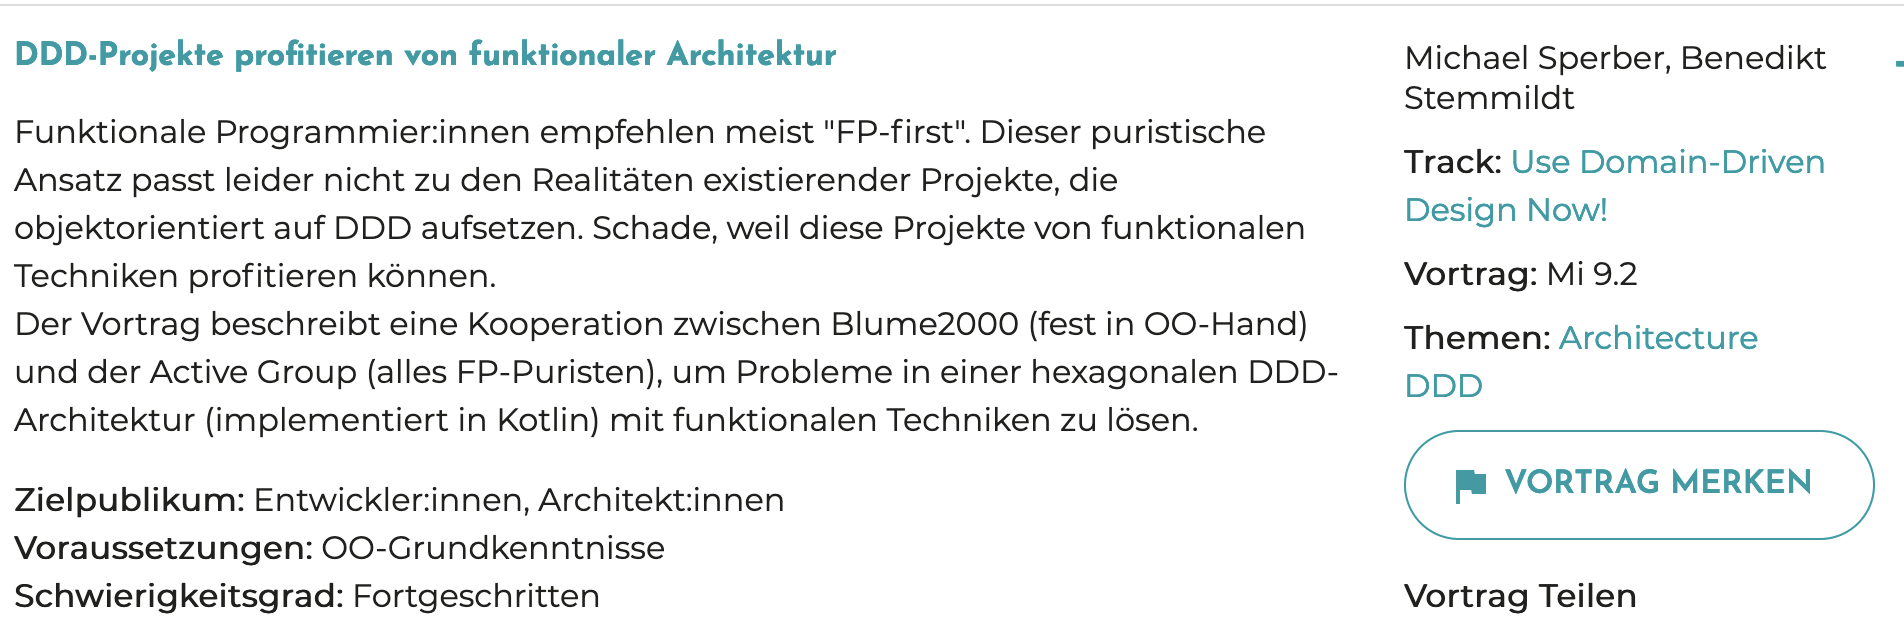 DDD-Projekte profitieren von funktionaler Architektur
Funktionale Programmier:innen empfehlen meist "FP-first". Dieser puristische
Ansatz passt leider nicht zu den Realitäten existierender Projekte, die
objektorientiert auf DDD aufsetzen. Schade, weil diese Projekte von funktionalen
Techniken profitieren können.
Der Vortrag beschreibt eine Kooperation zwischen Blume2000 (fest in OO-Hand)
und der Active Group (alles FP-Puristen), um Probleme in einer hexagonalen DDD-
Architektur (implementiert in Kotlin) mit funktionalen Techniken zu lösen.
Zielpublikum: Entwickler:innen, Architekt:innen
Voraussetzungen: OO-Grundkenntnisse
Schwierigkeitsgrad: Fortgeschritten
Michael Sperber, Benedikt
Stemmildt
Track: Use Domain-Driven
Design Now!
Vortrag: Mi 9.2
Themen: Architecture
DDD
VORTRAG MERKEN
Vortrag Teilen